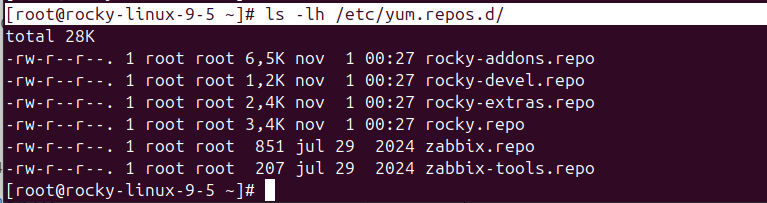 [root@rocky-linux-9-5 ~]# ls -lh /etc/yum.repos.d/
total 28K
-rw-r--r--. 1 root root 6,5K nov  1 00:27 rocky-addons.repo
-rw-r--r--. 1 root root 1,2K nov  1 00:27 rocky-devel.repo
-rw-r--r--. 1 root root 2,4K nov  1 00:27 rocky-extras.repo
-rw-r--r--. 1 root root 3,4K nov  1 00:27 rocky.repo
-rw-r--r--. 1 root root  851 jul 29  2024 zabbix.repo
-rw-r--r--. 1 root root  207 jul 29  2024 zabbix-tools.repo
[root@rocky-linux-9-5 ~]#